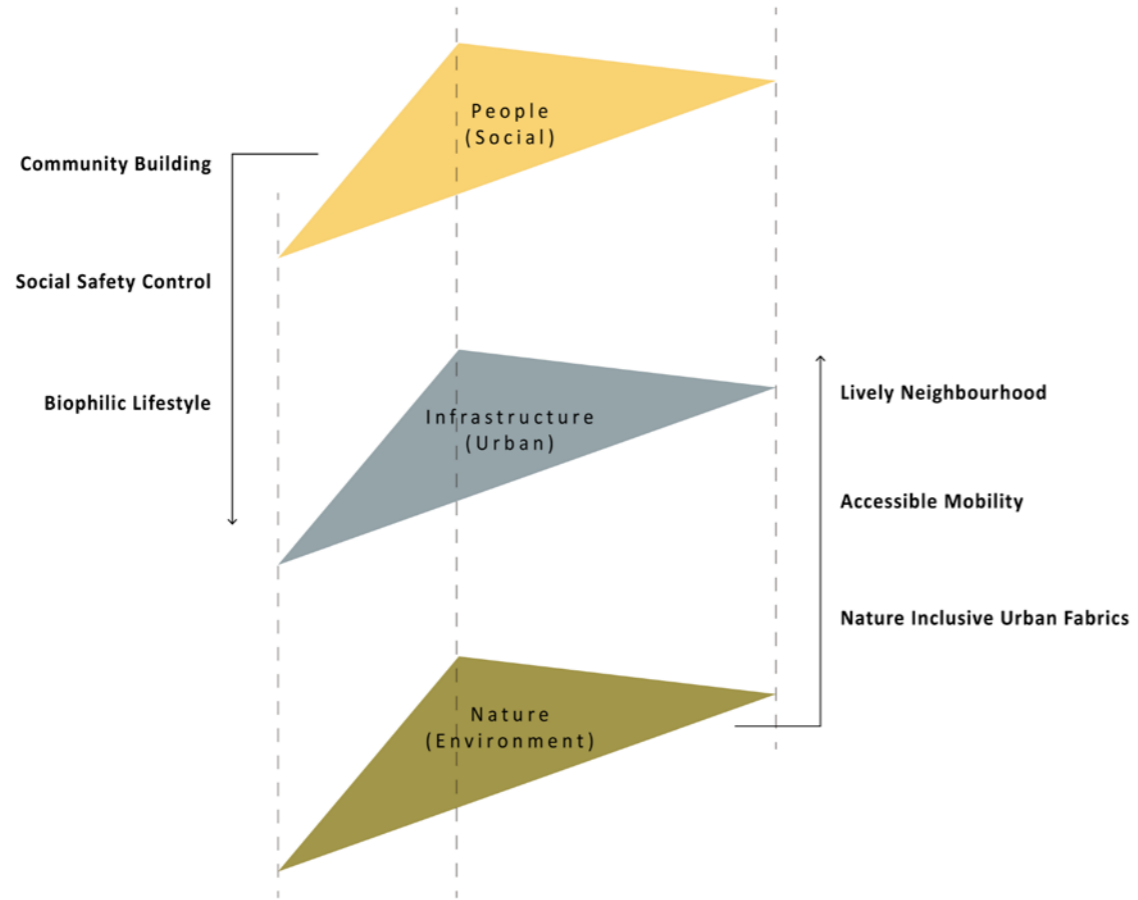 People
(Social)
Community Building
Social Safety Control
Biophilic Lifestyle
Infrastructure
(Urban)
Lively Neighbourhood
Accessible Mobility
Nature Inclusive Urban Fabrics
Nature
(Environment)